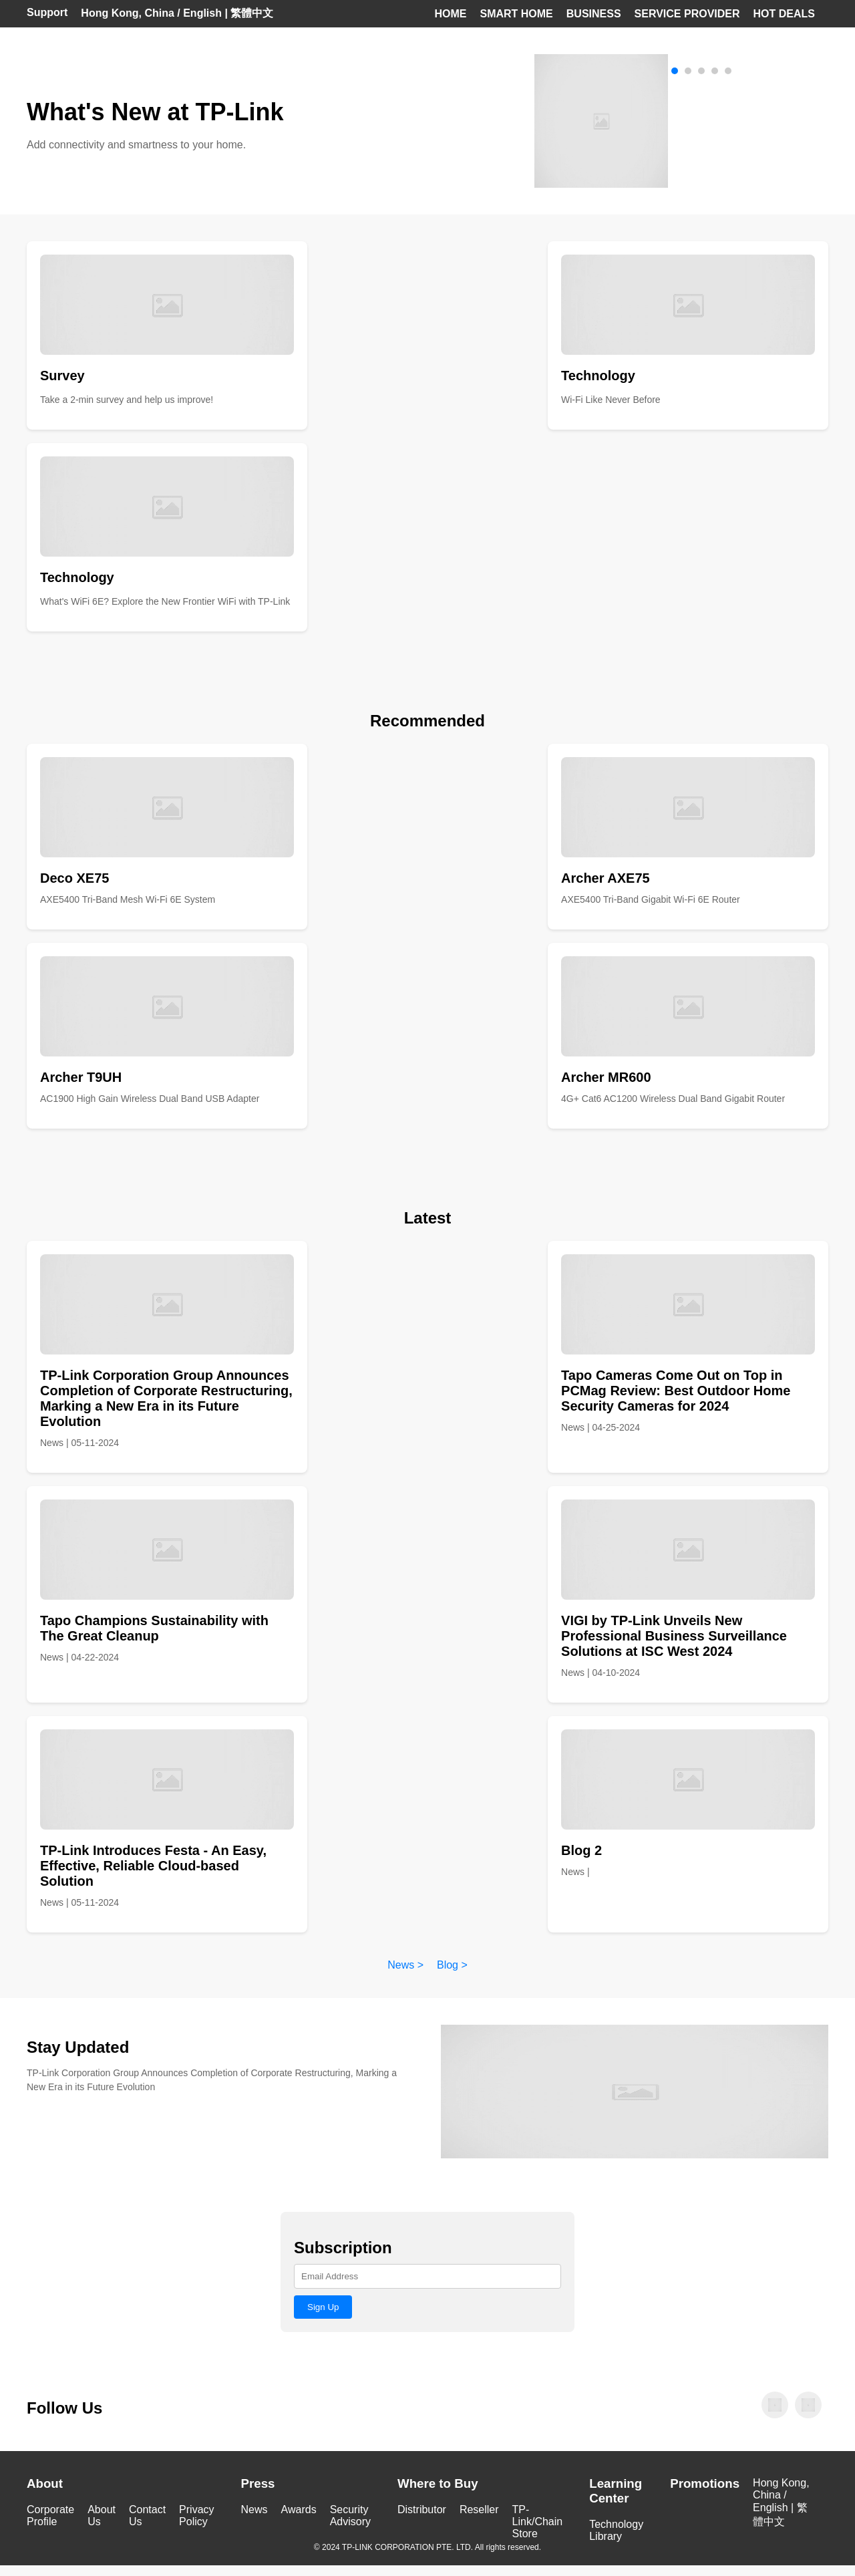 Support
Hong Kong, China / English | 繁體中文
HOME
SMART HOME
BUSINESS
SERVICE PROVIDER
HOT DEALS
What's New at TP-Link
Add connectivity and smartness to your home.
Survey
Take a 2-min survey and help us improve!
Technology
Wi-Fi Like Never Before
Technology
What's WiFi 6E? Explore the New Frontier WiFi with TP-Link
Recommended
Deco XE75
AXE5400 Tri-Band Mesh Wi-Fi 6E System
Archer AXE75
AXE5400 Tri-Band Gigabit Wi-Fi 6E Router
Archer T9UH
AC1900 High Gain Wireless Dual Band USB Adapter
Archer MR600
4G+ Cat6 AC1200 Wireless Dual Band Gigabit Router
Latest
TP-Link Corporation Group Announces
Completion of Corporate Restructuring,
Marking a New Era in its Future
Evolution
News | 05-11-2024
Tapo Cameras Come Out on Top in
PCMag Review: Best Outdoor Home
Security Cameras for 2024
News | 04-25-2024
Tapo Champions Sustainability with
The Great Cleanup
News | 04-22-2024
VIGI by TP-Link Unveils New
Professional Business Surveillance
Solutions at ISC West 2024
News | 04-10-2024
TP-Link Introduces Festa - An Easy,
Effective, Reliable Cloud-based
Solution
News | 05-11-2024
Blog 2
News |
News >
Blog >
Stay Updated
TP-Link Corporation Group Announces Completion of Corporate Restructuring, Marking a
New Era in its Future Evolution
Subscription
Email Address
Sign Up
Follow Us
About
Corporate
Profile
About
Us
Contact
Us
Privacy
Policy
Press
News
Awards
Security
Advisory
Where to Buy
Distributor
Reseller
TP-
Link/Chain
Store
Learning
Center
Technology
Library
Promotions
Hong Kong,
China /
English | 繁
體中文
© 2024 TP-LINK CORPORATION PTE. LTD. All rights reserved.